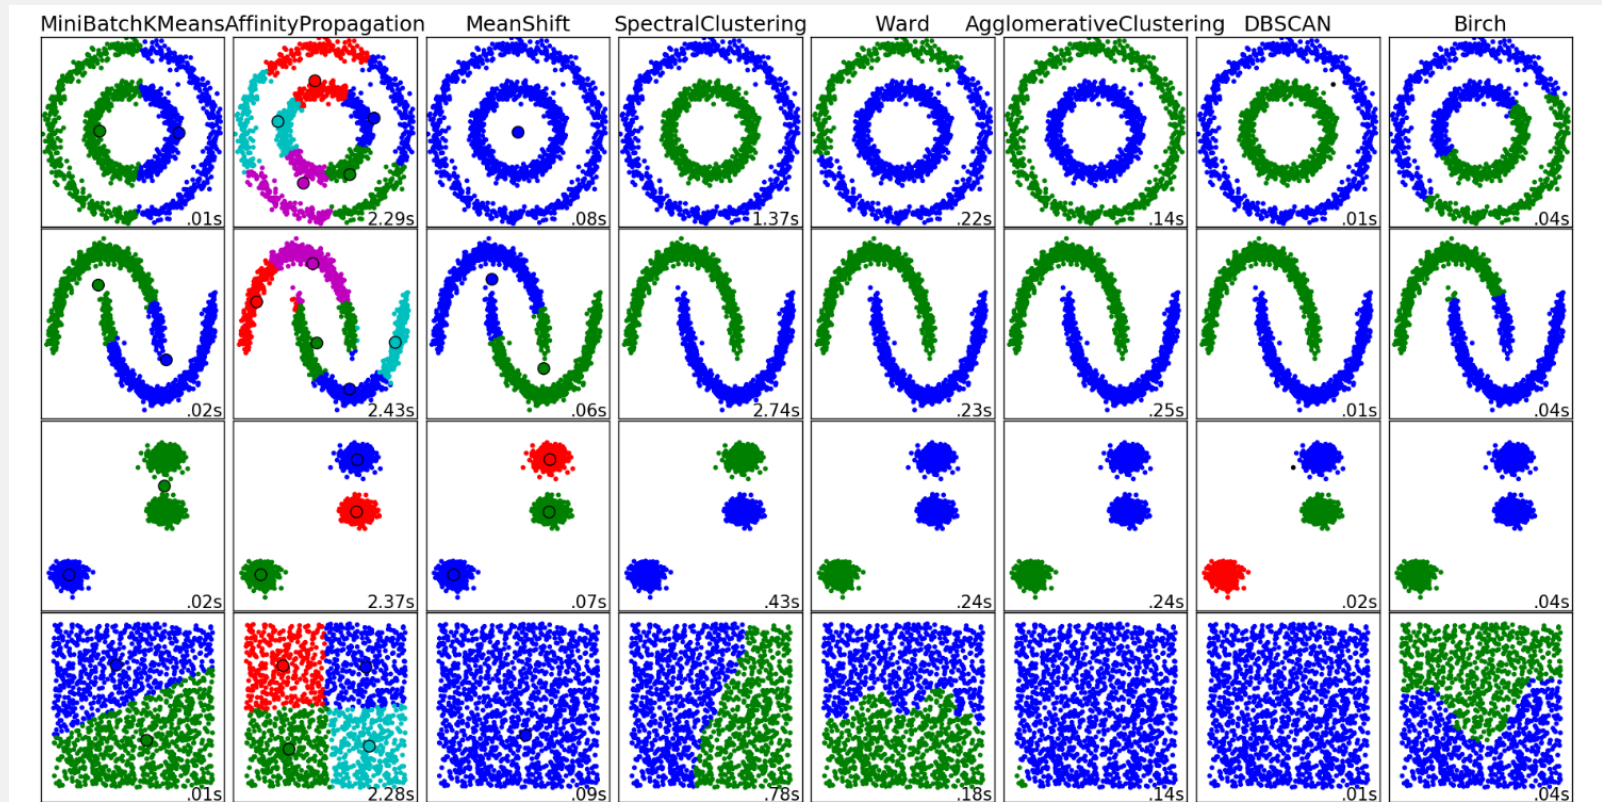 MiniBatchKMeans AffinityPropagation MeanShift SpectralClustering Ward AgglomerativeClustering DBSCAN Birch
.01s 2.29s .08s 1.37s .22s .14s .01s .04s
.02s 2.43s .06s 2.74s .23s .25s .01s .04s
.02s 2.37s .07s .43s .24s .24s .02s .04s
.01s 2.28s .09s .78s .18s .14s .01s .04s